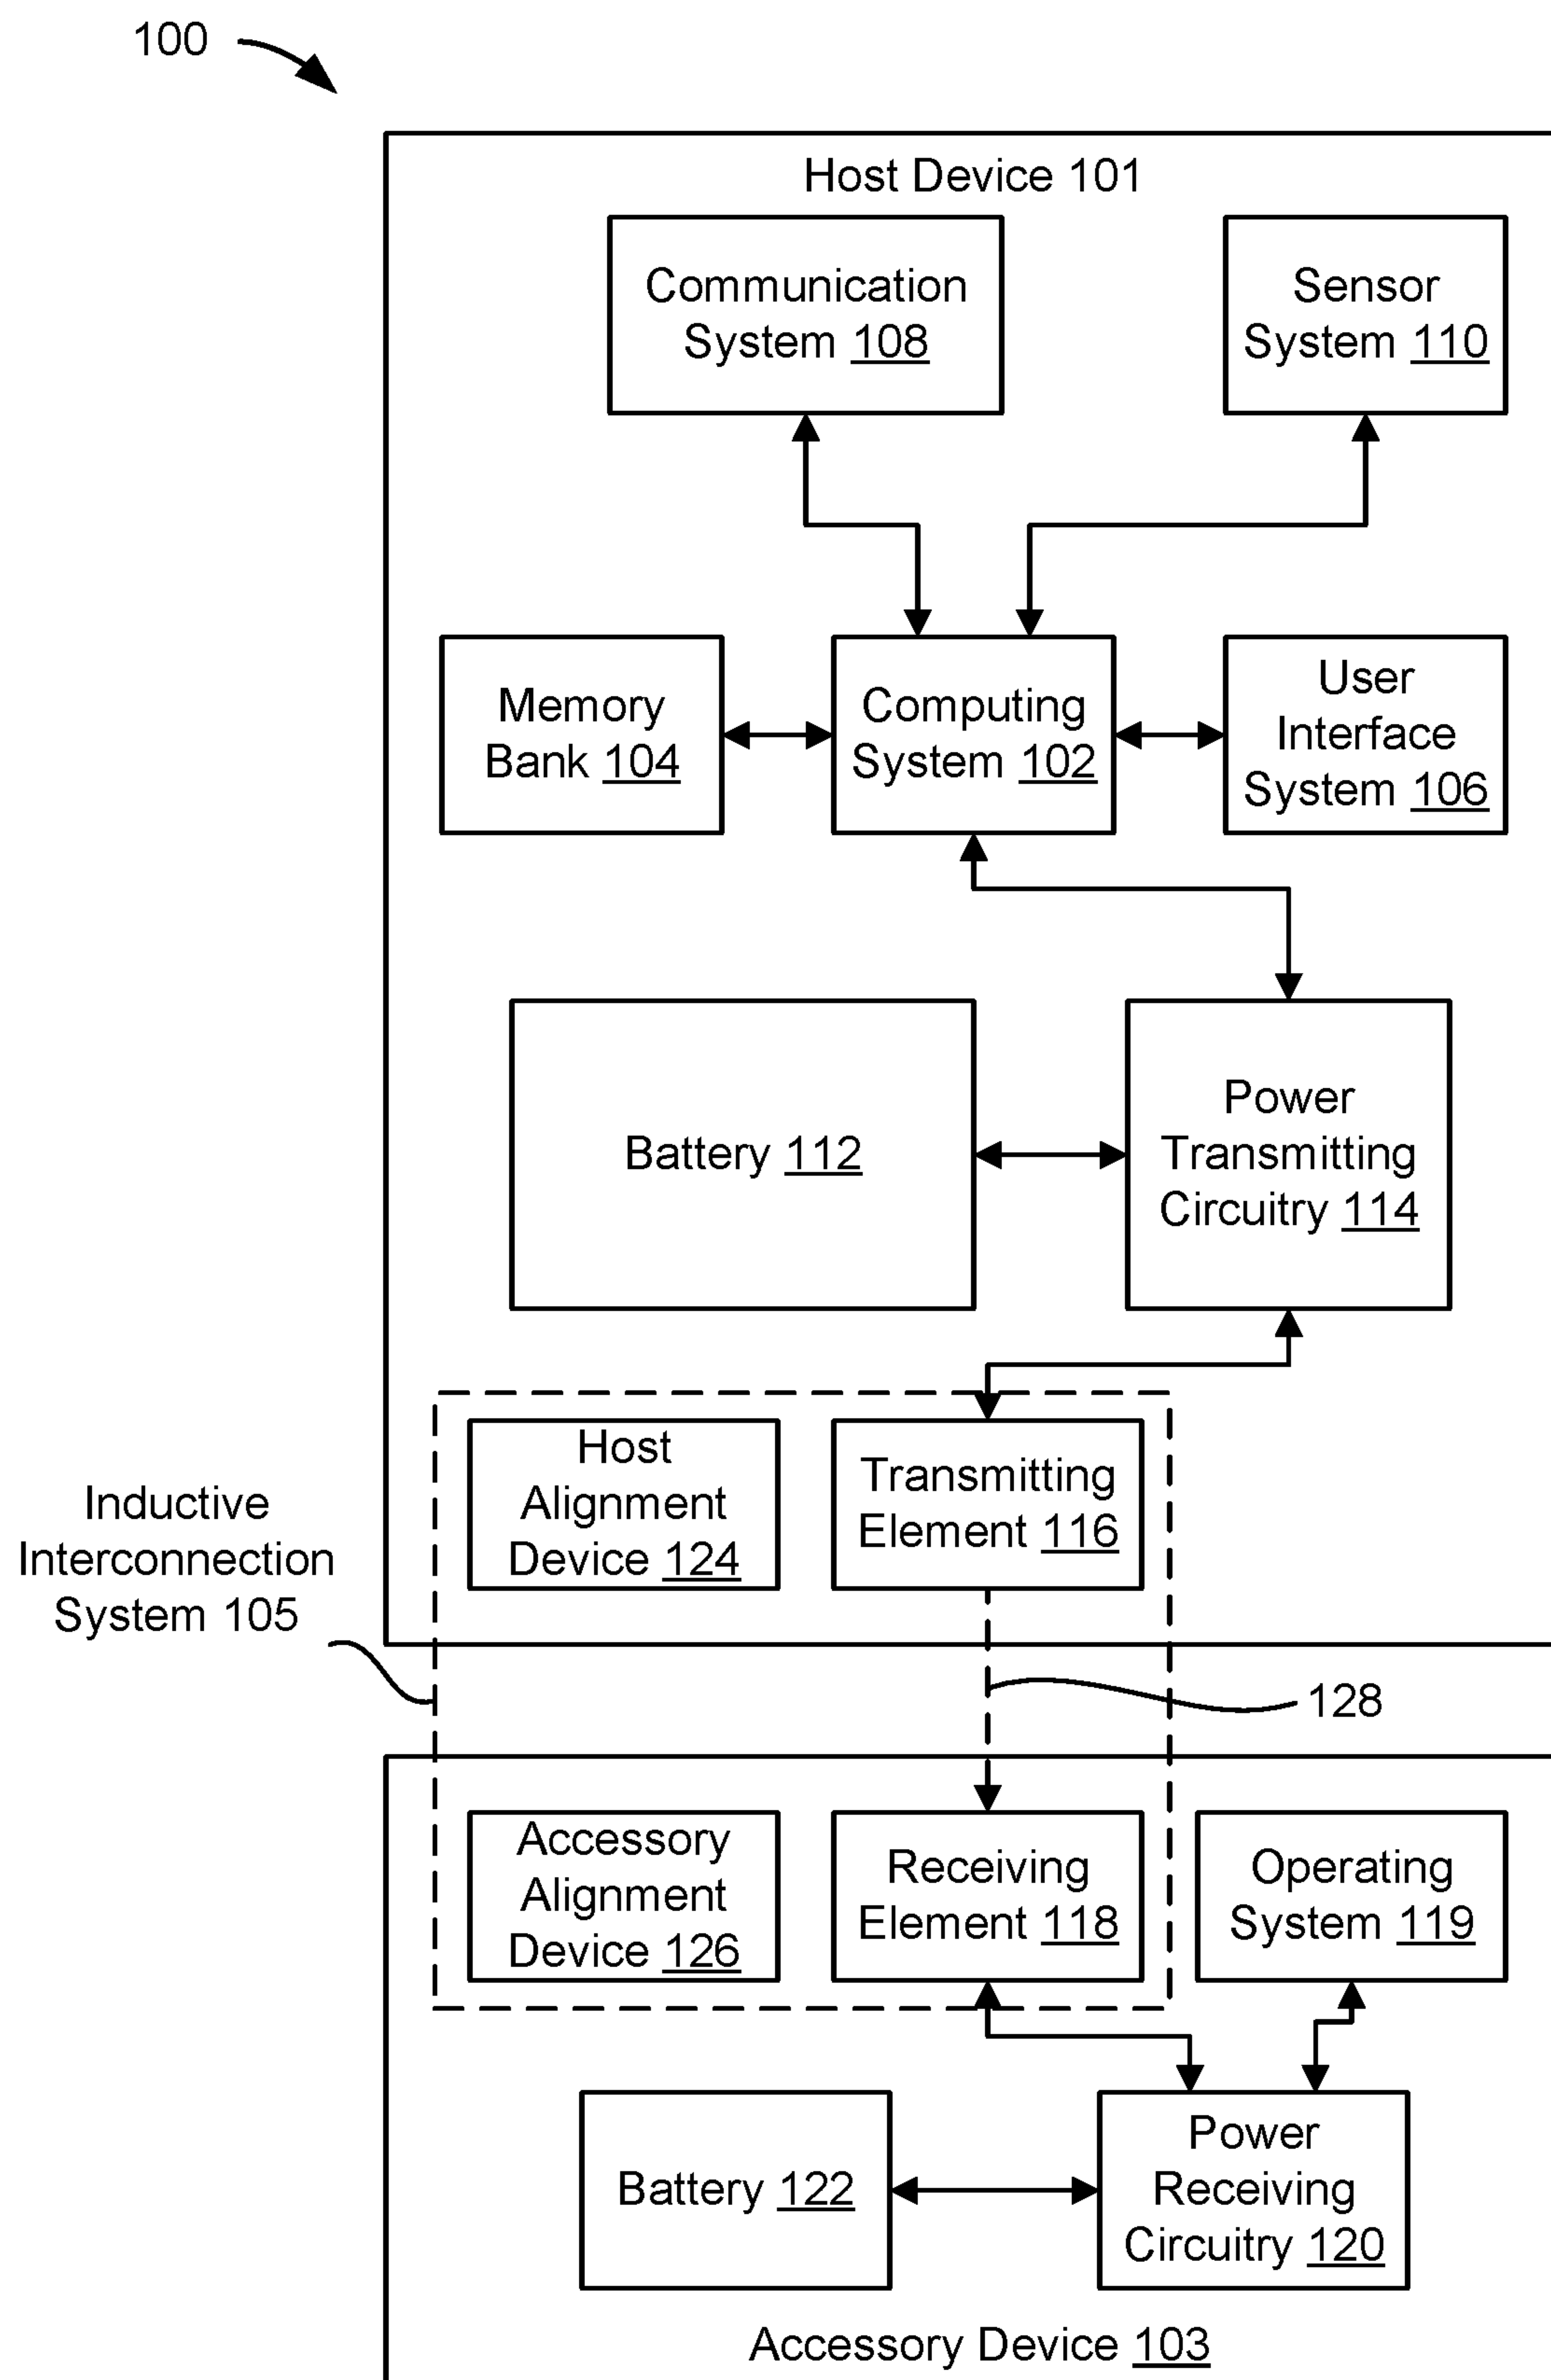 100
Host Device 101
Communication
System 108
Sensor
System 110
Memory
Bank 104
Computing
System 102
User
Interface
System 106
Battery 112
Power
Transmitting
Circuitry 114
Host
Alignment
Device 124
Transmitting
Element 116
Inductive
Interconnection
System 105
128
Accessory
Alignment
Device 126
Receiving
Element 118
Operating
System 119
Battery 122
Power
Receiving
Circuitry 120
Accessory Device 103